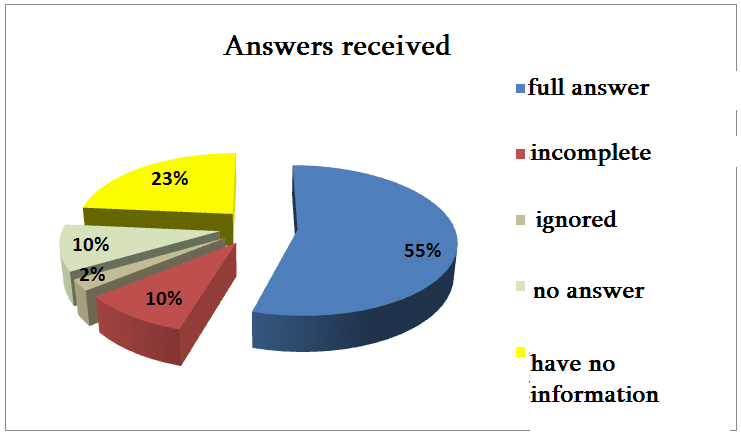 Answers received
full answer
incomplete
ignored
no answer
have no
information
23%
55%
10%
2%
10%